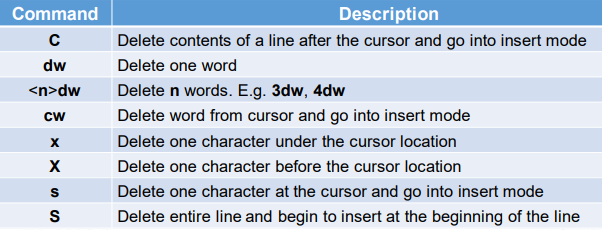 Command Description
C Delete contents of a line after the cursor and go into insert mode
dw Delete one word
<n>dw Delete n words. E.g. 3dw, 4dw
cw Delete word from cursor and go into insert mode
x Delete one character under the cursor location
X Delete one character before the cursor location
s Delete one character at the cursor and go into insert mode
S Delete entire line and begin to insert at the beginning of the line